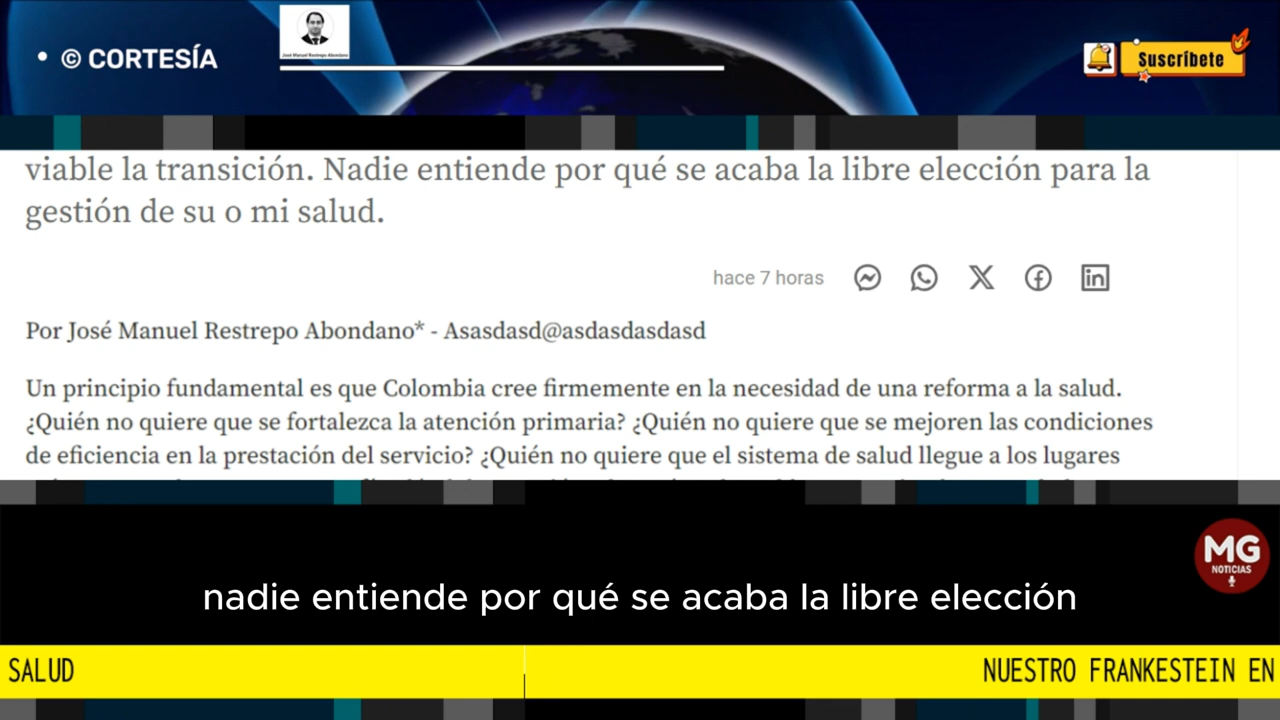 © CORTESÍA
José Manuel Restrepo Abondano
Suscríbete
viable la transición. Nadie entiende por qué se acaba la libre elección para la
gestión de su o mi salud.
hace 7 horas
Por José Manuel Restrepo Abondano* - Asasdasd@asdasdasdasd
Un principio fundamental es que Colombia cree firmemente en la necesidad de una reforma a la salud.
¿Quién no quiere que se fortalezca la atención primaria? ¿Quién no quiere que se mejoren las condiciones
de eficiencia en la prestación del servicio? ¿Quién no quiere que el sistema de salud llegue a los lugares
MG
NOTICIAS
nadie entiende por qué se acaba la libre elección
SALUD
NUESTRO FRANKESTEIN EN